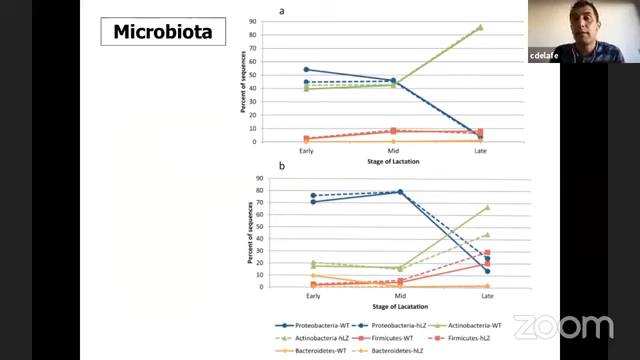 Microbiota
cdelafe
a
Percent of sequences
90
80
70
60
50
40
30
20
10
0
Early
Mid
Late
Stage of Lactation
b
Percent of sequences
90
80
70
60
50
40
30
20
10
0
Early
Mid
Late
Stage of Lactation
Proteobacteria-WT
Proteobacteria-hLZ
Actinobacteria-WT
Actinobacteria-hLZ
Firmicutes-WT
Firmicutes-hLZ
Bacteroidetes-WT
Bacteroidetes-hLZ
zoom